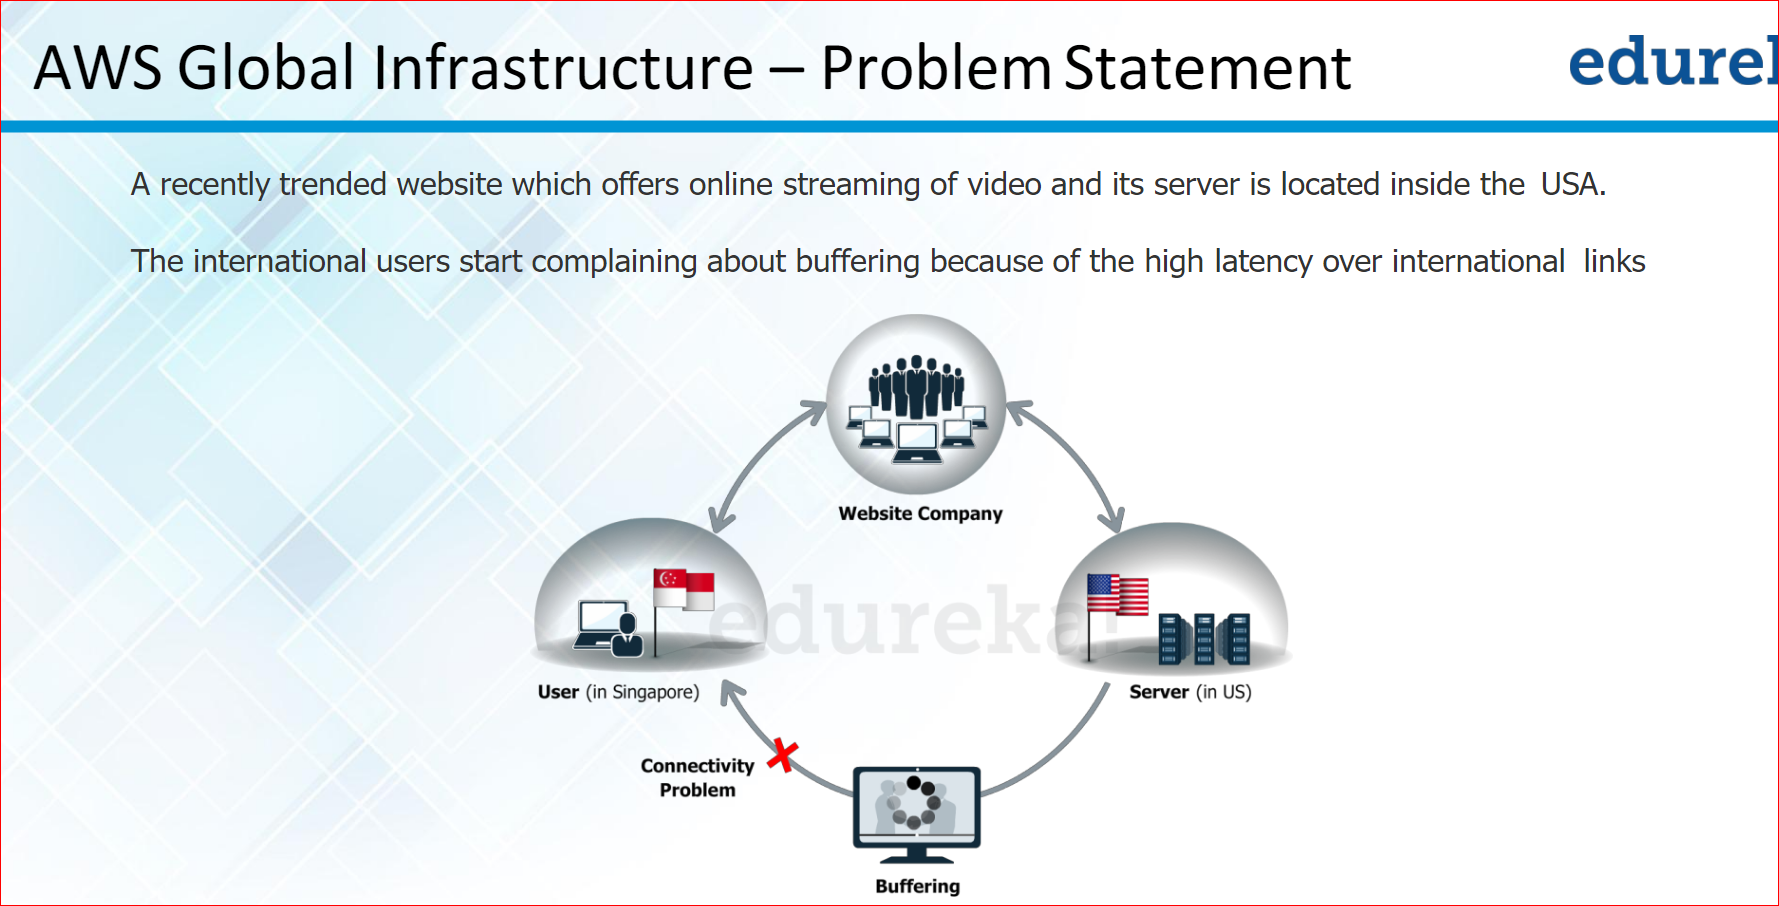 AWS Global Infrastructure – Problem Statement
edurek
A recently trended website which offers online streaming of video and its server is located inside the USA.
The international users start complaining about buffering because of the high latency over international links
Website Company
edureka!
User (in Singapore)
Server (in US)
Connectivity
Problem
Buffering